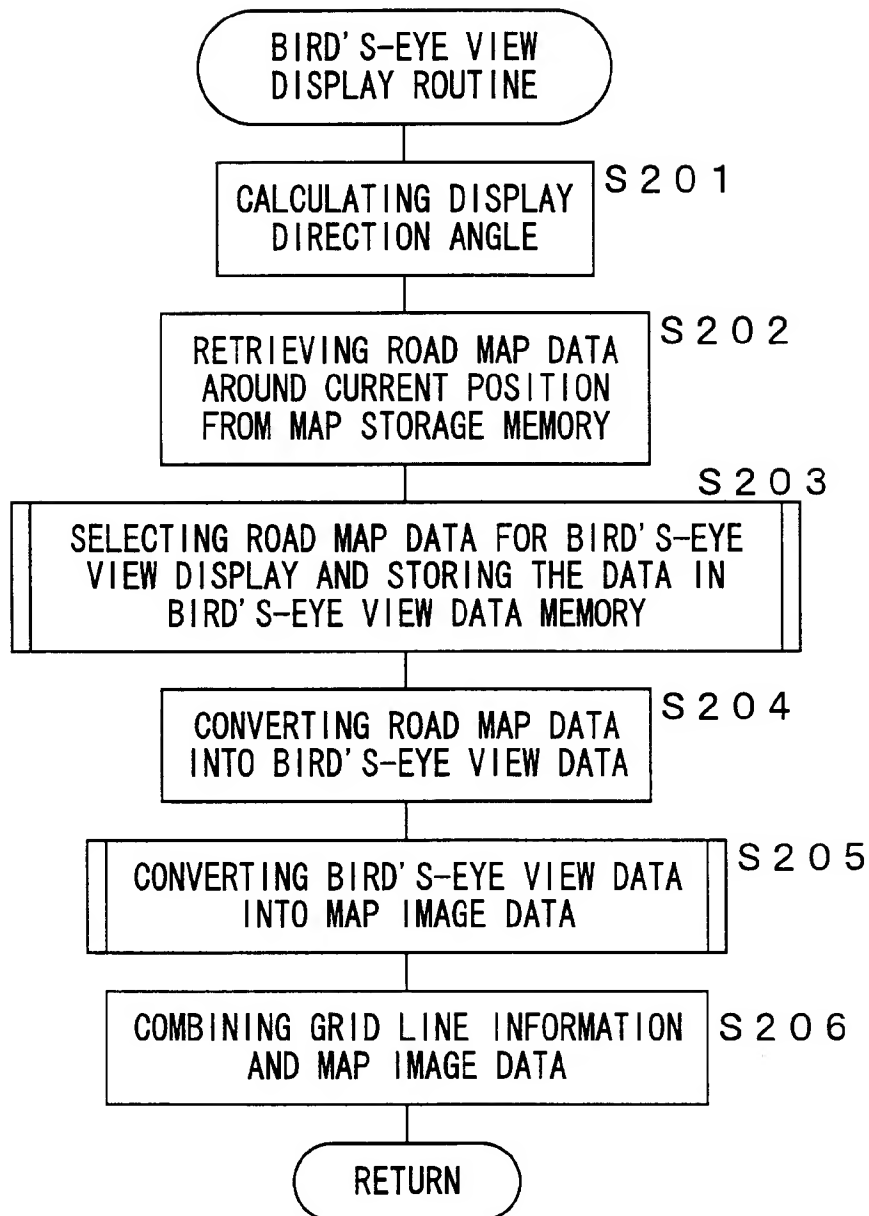 BIRD'S-EYE VIEW
DISPLAY ROUTINE
S201
CALCULATING DISPLAY
DIRECTION ANGLE
S202
RETRIEVING ROAD MAP DATA
AROUND CURRENT POSITION
FROM MAP STORAGE MEMORY
S203
SELECTING ROAD MAP DATA FOR BIRD'S-EYE
VIEW DISPLAY AND STORING THE DATA IN
BIRD'S-EYE VIEW DATA MEMORY
S204
CONVERTING ROAD MAP DATA
INTO BIRD'S-EYE VIEW DATA
S205
CONVERTING BIRD'S-EYE VIEW DATA
INTO MAP IMAGE DATA
S206
COMBINING GRID LINE INFORMATION
AND MAP IMAGE DATA
RETURN